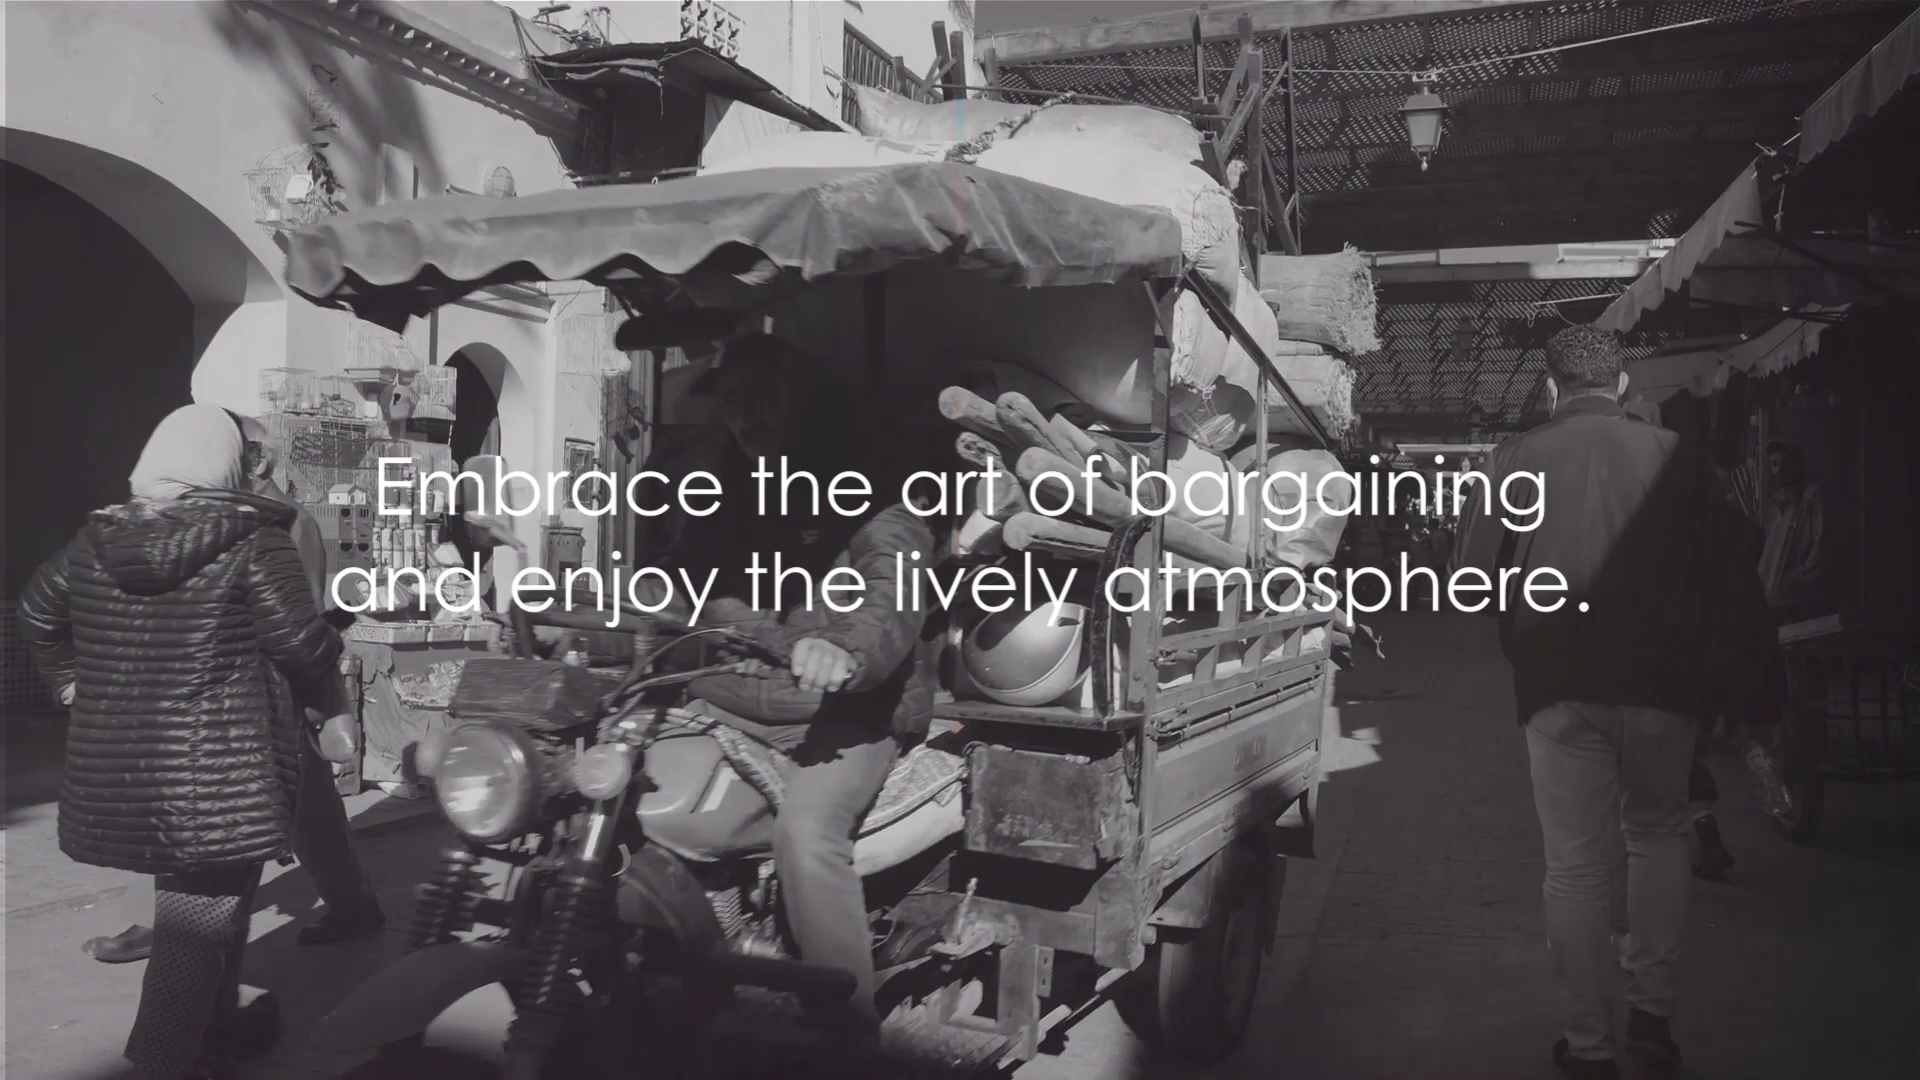 Embrace the art of bargaining
and enjoy the lively atmosphere.